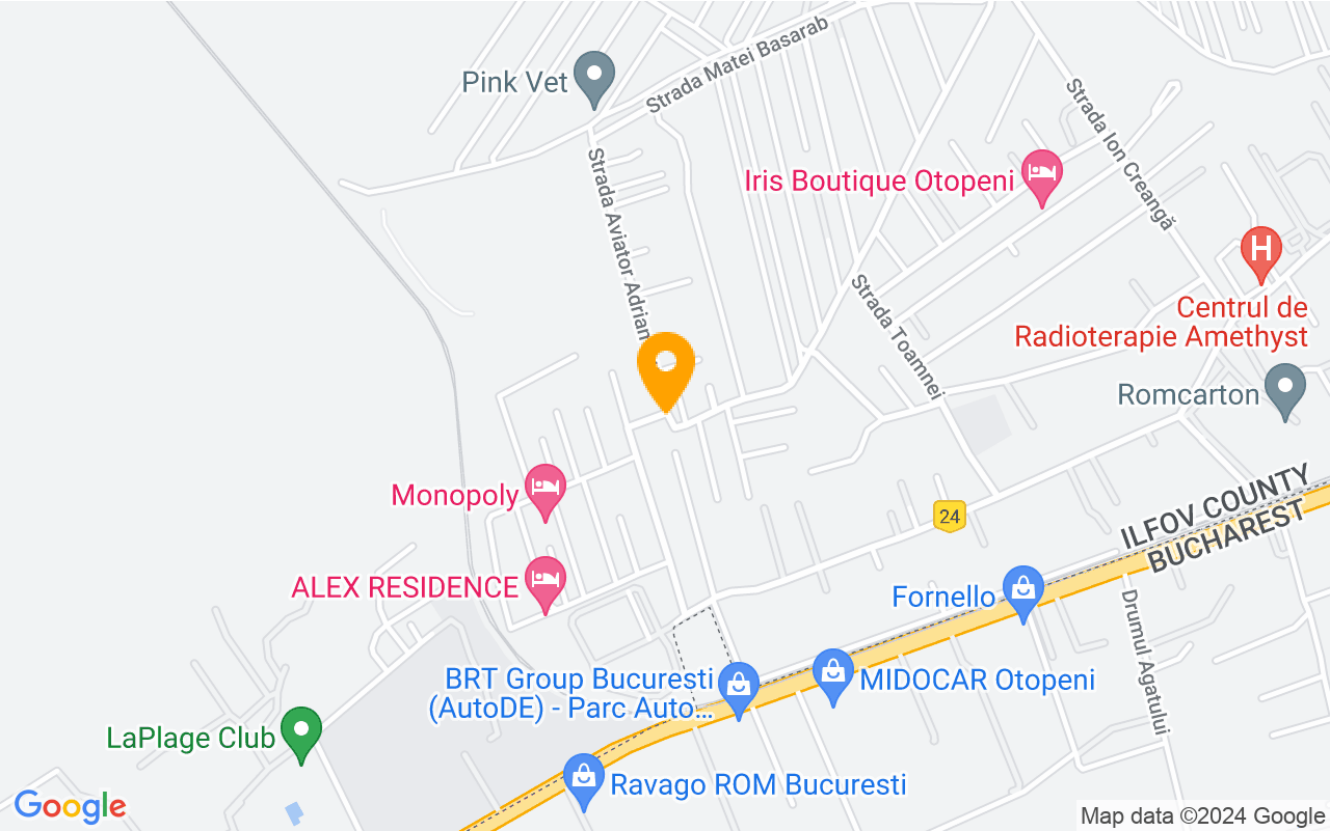 Strada Matei Basarab
Pink Vet
Strada Ion Creangă
Strada Aviator Adrian
Iris Boutique Otopeni
H
Centrul de
Radioterapie Amethyst
Strada Toamnei
Romcarton
Monopoly
24
ILFOV COUNTY
BUCHAREST
ALEX RESIDENCE
Fornello
Drumul Agatului
BRT Group Bucuresti
(AutoDE) - Parc Auto...
MIDOCAR Otopeni
LaPlage Club
Ravago ROM Bucuresti
Google
Map data ©2024 Google